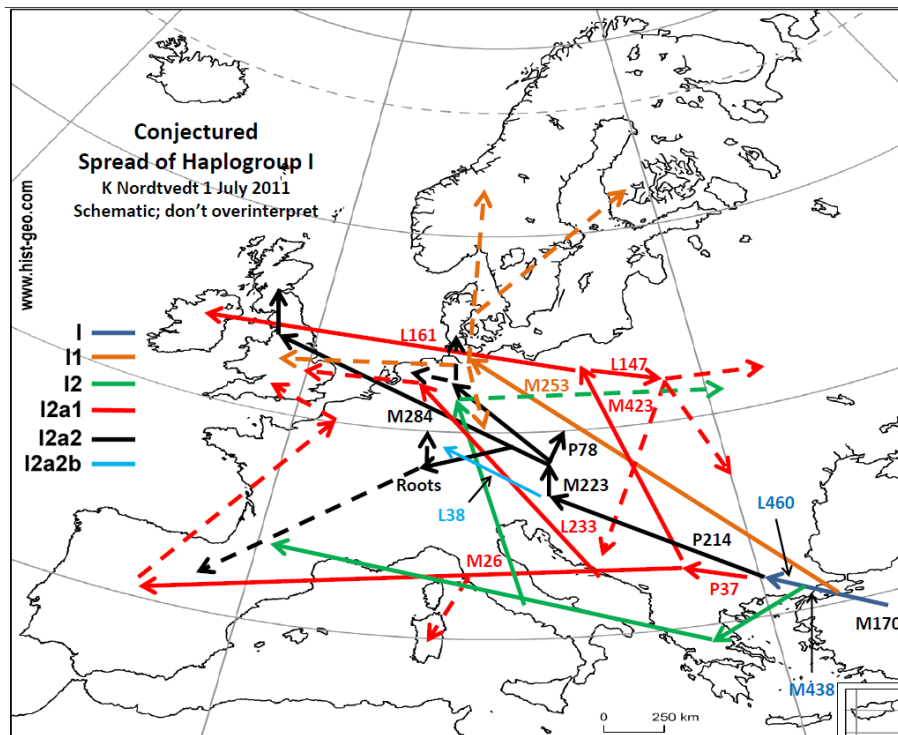 Conjectured
Spread of Haplogroup I
K Nordtvedt 1 July 2011
Schematic; don't overinterpret
www.hist-geo.com
I
I1
I2
I2a1
I2a2
I2a2b
L161
L147
M253
M423
M284
P78
Roots
M223
L38
L233
L460
P214
M26
P37
M170
M438
0 250 km